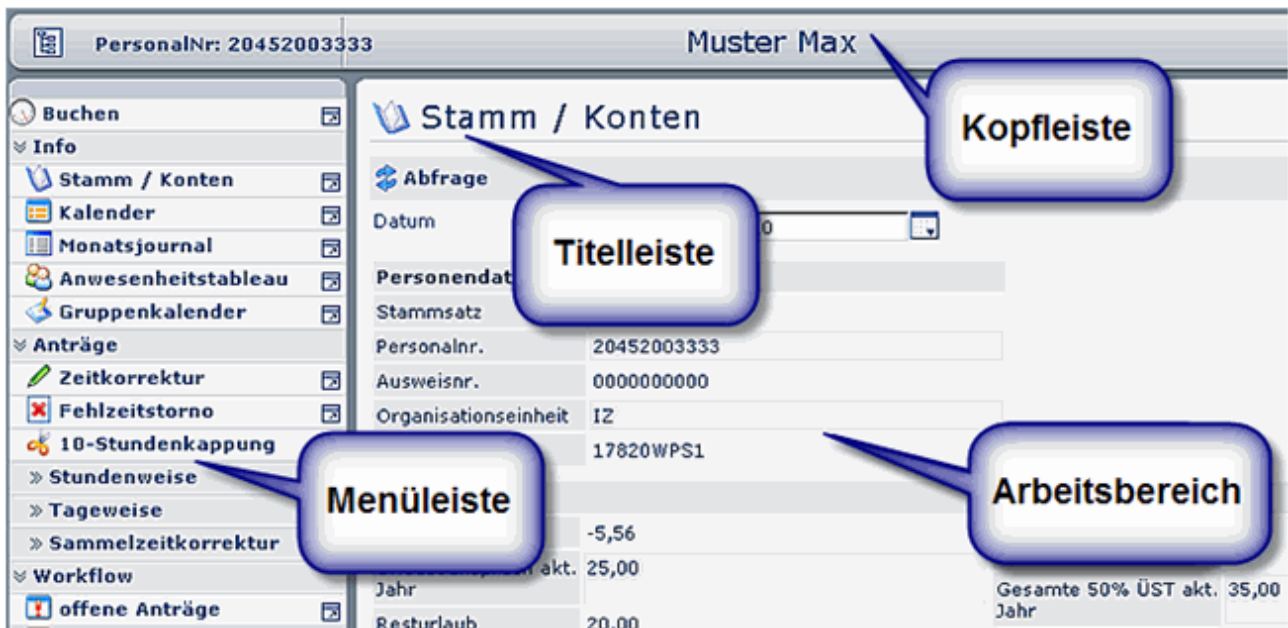 PersonalNr: 20452003333
Muster Max
Kopfleiste
Buchen
Info
Stamm / Konten
Kalender
Monatsjournal
Anwesenheitstableau
Gruppenkalender
Anträge
Zeitkorrektur
Fehlzeitstorno
10-Stundenkappung
Stundenweise
Tageweise
Sammelzeitkorrektur
Workflow
offene Anträge
Menüleiste
Stamm / Konten
Titelleiste
Abfrage
Datum
Stammsatz
Personalnr. 20452003333
Ausweisnr. 0000000000
Organisationseinheit IZ
17820WPS1
Arbeitsbereich
-5,56
akt. Jahr 25,00
Gesamte 50% ÜST akt. Jahr 35,00
Resturlaub 20,00